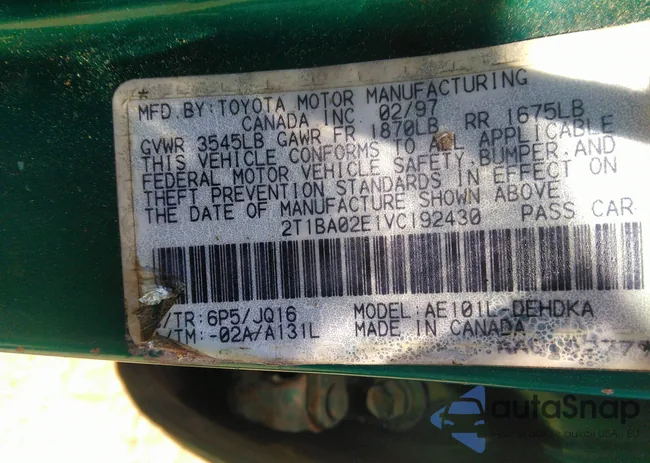 *
MFD.BY:TOYOTA MOTOR MANUFACTURING
CANADA INC 02/97
GVWR 3545LB GAWR FR 1870LB RR 1675LB
THIS VEHICLE CONFORMS TO ALL APPLICABLE
FEDERAL MOTOR VEHICLE SAFETY,BUMPER,AND
THEFT PREVENTION STANDARDS IN EFFECT ON
THE DATE OF MANUFACTURE SHOWN ABOVE.
2T1BA02E1VC192430 PASS CAR
/TR: 6P5/JQ16 MODEL: AE101L-DEHDKA
/TM: -02A/A131L MADE IN CANADA
autoSnap